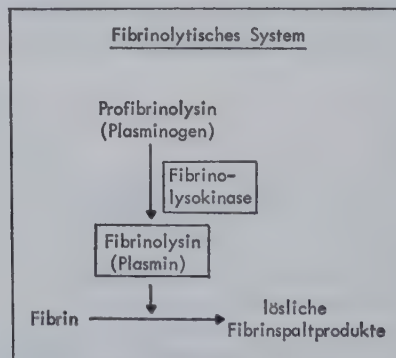 Fibrinolytisches System
Profibrinolysin
(Plasminogen)
Fibrino-
lysokinase
Fibrinolysin
(Plasmin)
Fibrin
lösliche
Fibrinspaltprodukte